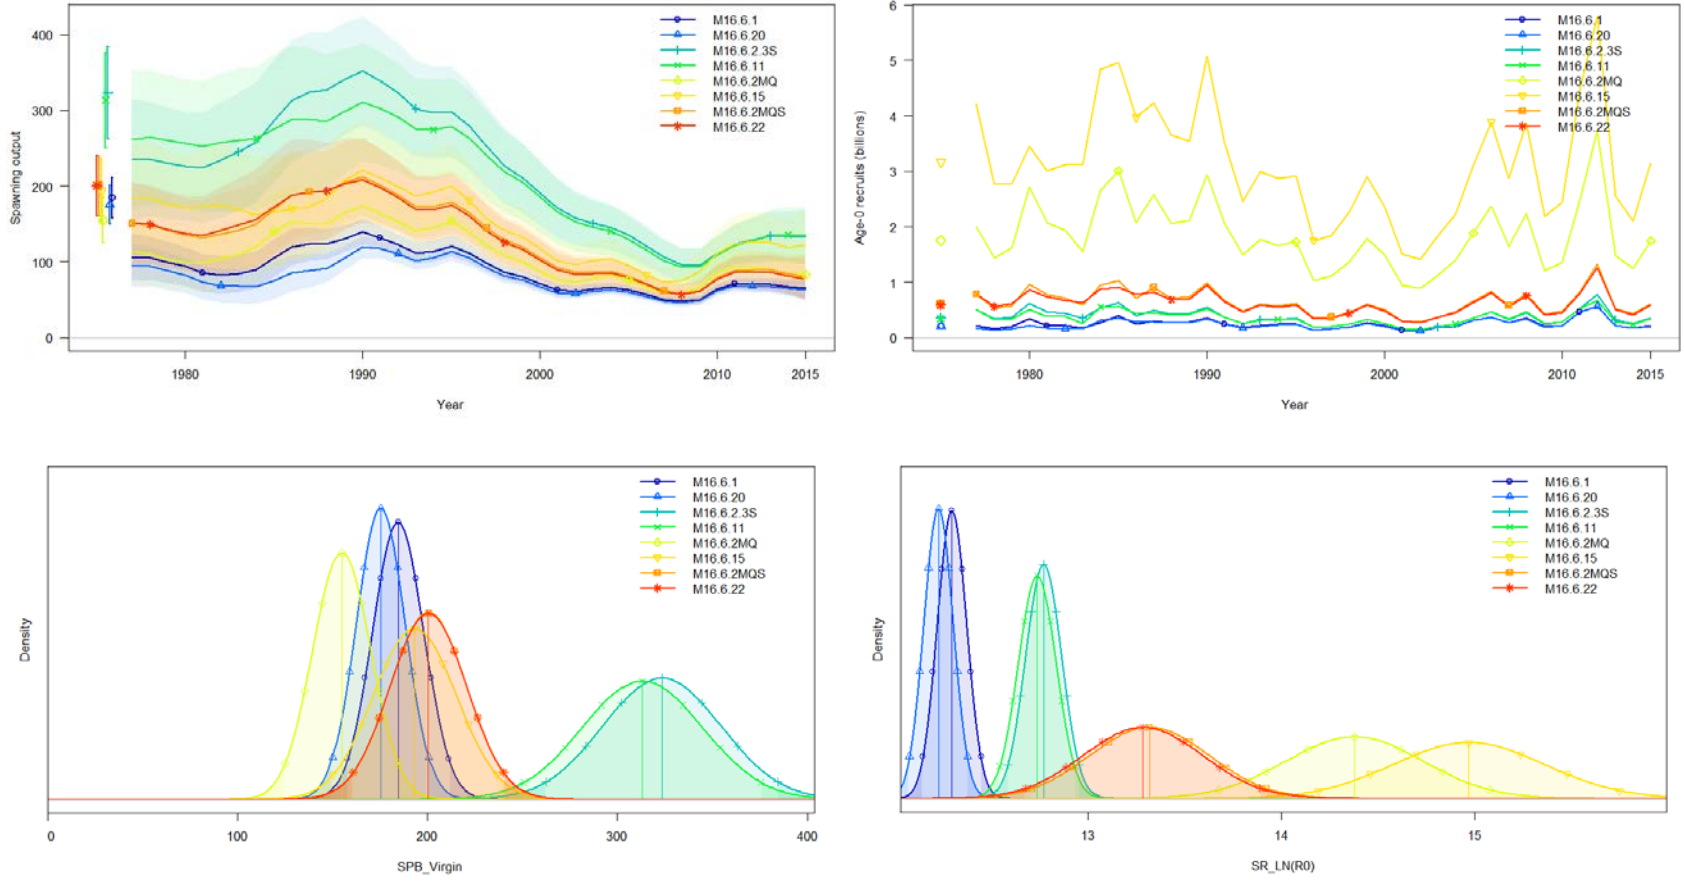 400
300
200
100
0
Spawning output
1980
1990
2000
2010
2015
Year
M16.6.1
M16.6.20
M16.6.2.3S
M16.6.11
M16.6.2MQ
M16.6.15
M16.6.2MQS
M16.6.22
6
5
4
3
2
1
0
Age-0 recruits (billions)
1980
1990
2000
2010
2015
Year
M16.6.1
M16.6.20
M16.6.2.3S
M16.6.11
M16.6.2MQ
M16.6.15
M16.6.2MQS
M16.6.22
Density
0
100
200
300
400
SPB_Virgin
M16.6.1
M16.6.20
M16.6.2.3S
M16.6.11
M16.6.2MQ
M16.6.15
M16.6.2MQS
M16.6.22
Density
13
14
15
SR_LN(R0)
M16.6.1
M16.6.20
M16.6.2.3S
M16.6.11
M16.6.2MQ
M16.6.15
M16.6.2MQS
M16.6.22